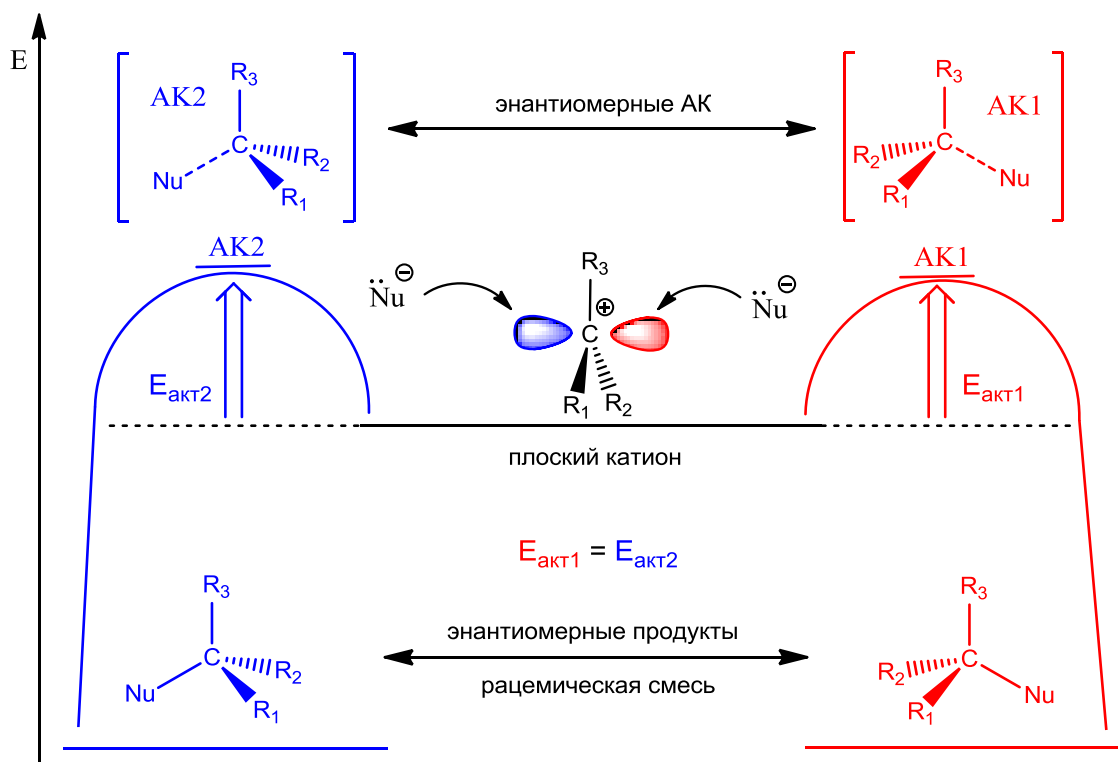 E
R₃
AK2
C
R₂
Nu
R₁
энантиомерные АК
R₃
AK1
C
R₂
R₁
Nu
AK2
AK1
R₃
Nu ⊖
⊕
Nu ⊖
C
R₁
R₂
Eакт2
Eакт1
плоский катион
Eакт1 = Eакт2
R₃
C
R₂
Nu
R₁
энантиомерные продукты
рацемическая смесь
R₃
C
R₂
R₁
Nu